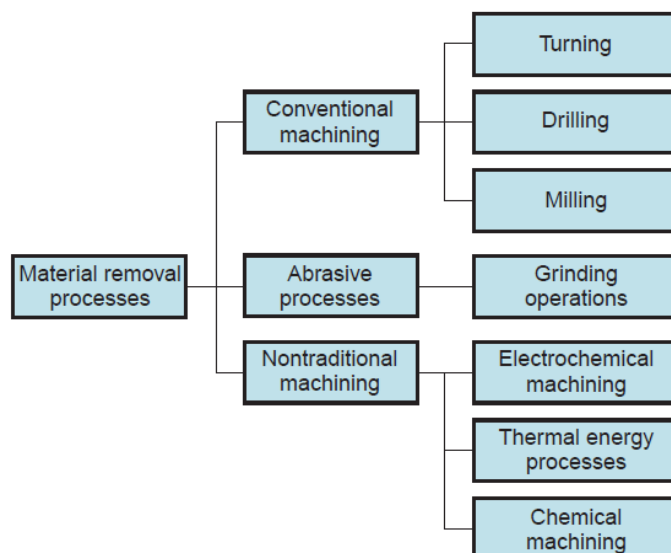 Turning
Conventional
machining
Drilling
Milling
Material removal
processes
Abrasive
processes
Grinding
operations
Nontraditional
machining
Electrochemical
machining
Thermal energy
processes
Chemical
machining